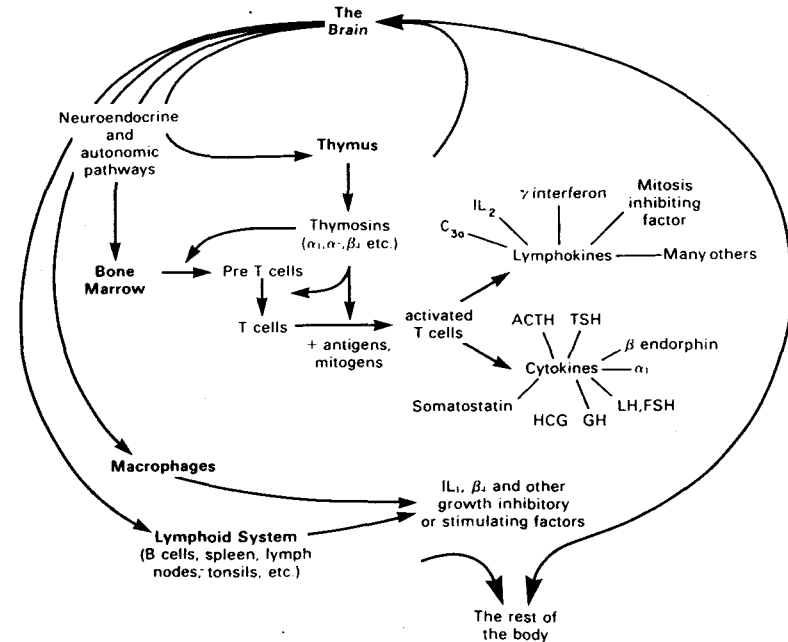 The
Brain
Neuroendocrine
and
autonomic
pathways
Thymus
Thymosins
(α₁,α₇,β₄ etc.)
Bone
Marrow
Pre T cells
T cells
+ antigens,
mitogens
activated
T cells
C₃ₐ
IL₂
γ interferon
Mitosis
inhibiting
factor
Lymphokines
Many others
ACTH
TSH
β endorphin
Cytokines
α₁
Somatostatin
HCG
GH
LH,FSH
Macrophages
IL₁, β₄ and other
growth inhibitory
or stimulating factors
Lymphoid System
(B cells, spleen, lymph
nodes, tonsils, etc.)
The rest of
the body